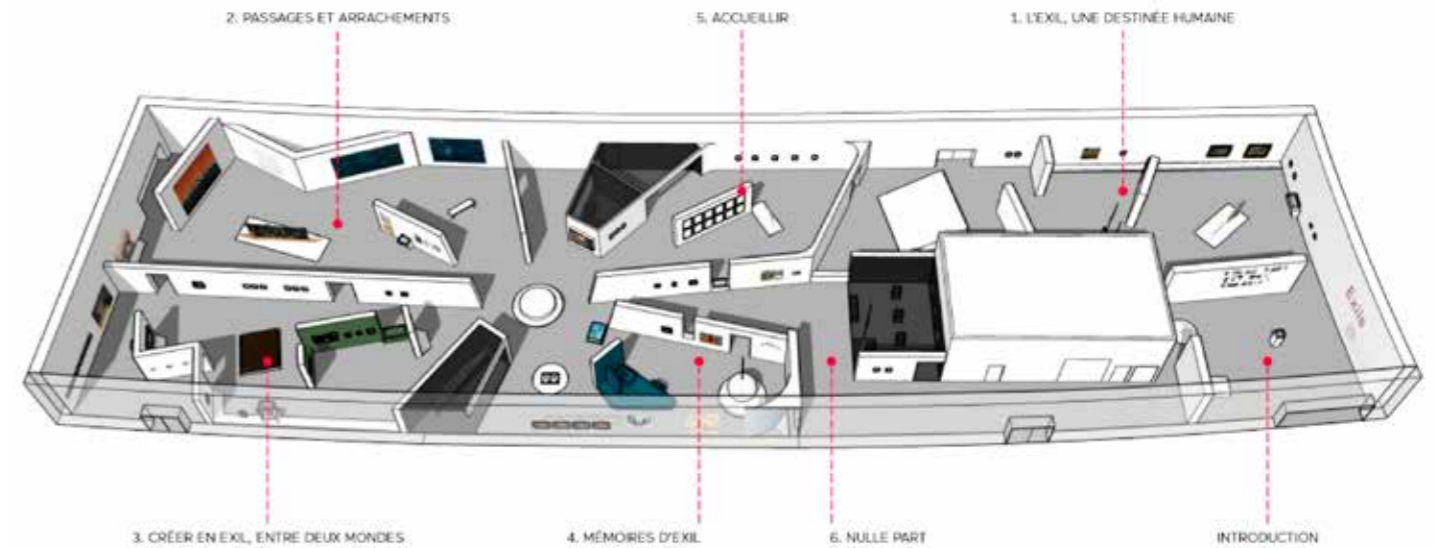 2. PASSAGES ET ARRACHEMENTS
5. ACCUEILLIR
1. L'EXIL, UNE DESTINÉE HUMAINE
Exils
3. CRÉER EN EXIL, ENTRE DEUX MONDES
4. MÉMOIRES D'EXIL
6. NULLE PART
INTRODUCTION